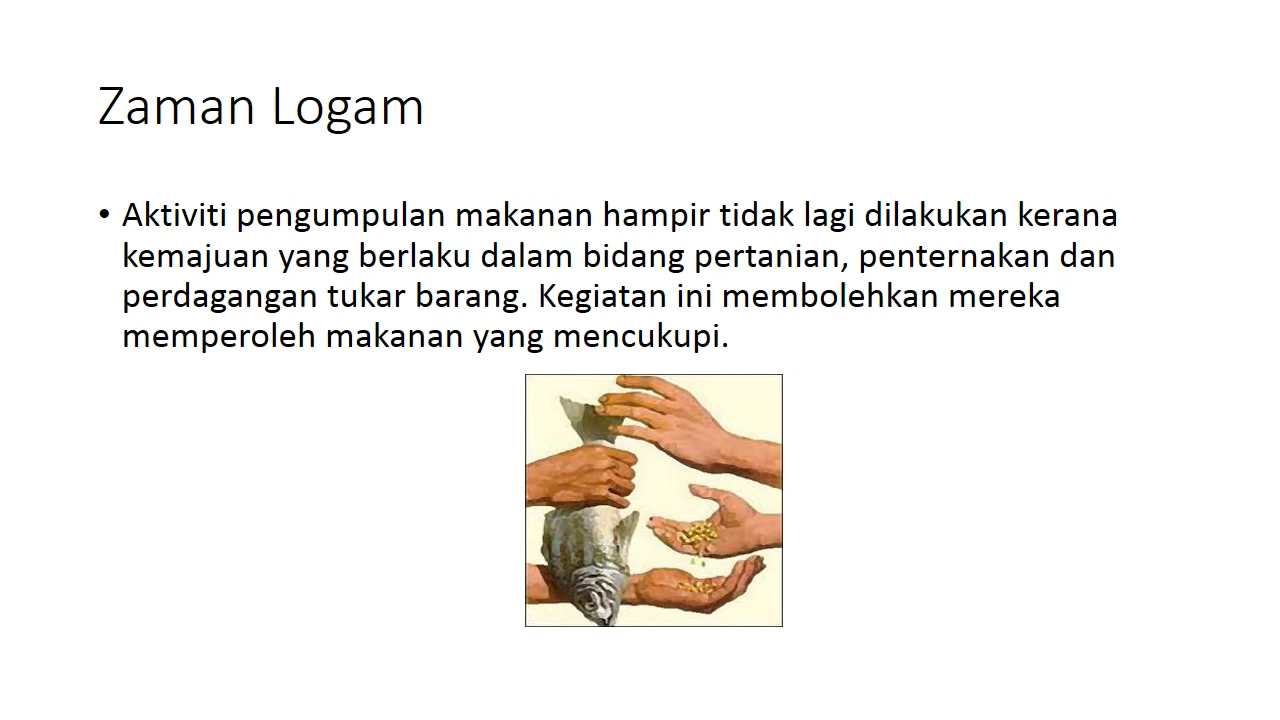 Zaman Logam
• Aktiviti pengumpulan makanan hampir tidak lagi dilakukan kerana
kemajuan yang berlaku dalam bidang pertanian, penternakan dan
perdagangan tukar barang. Kegiatan ini membolehkan mereka
memperoleh makanan yang mencukupi.